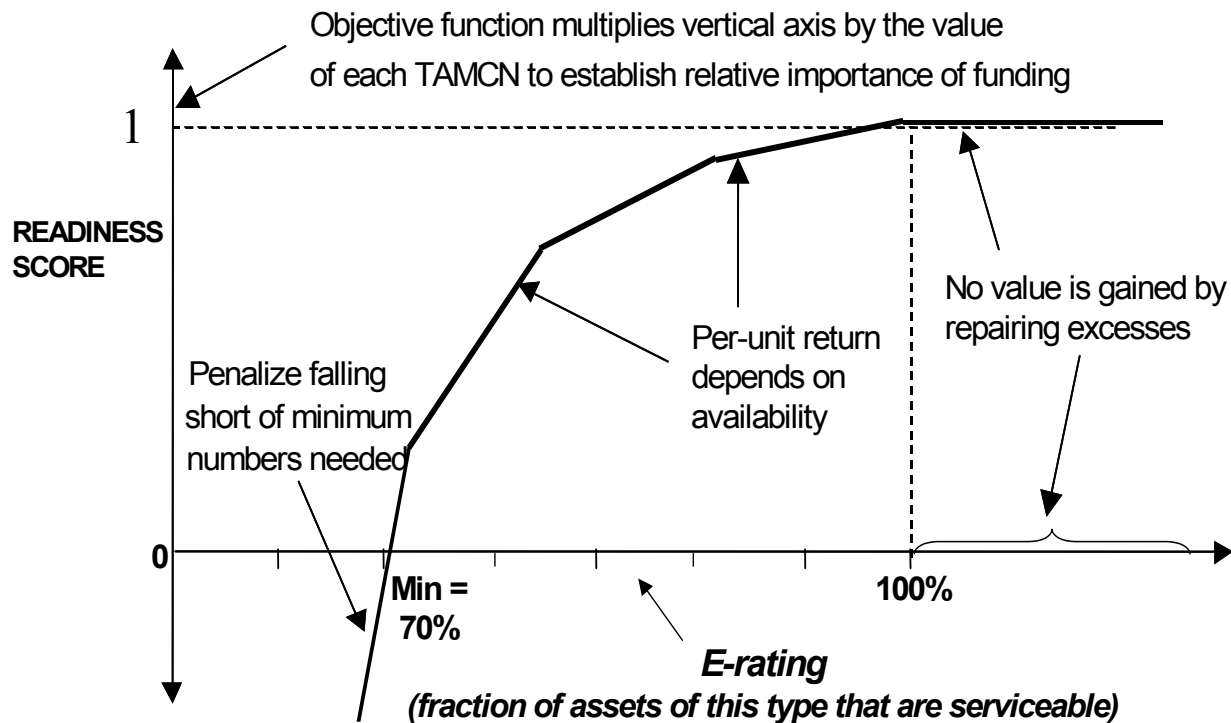 Objective function multiplies vertical axis by the value
of each TAMCN to establish relative importance of funding
1
READINESS
SCORE
No value is gained by
repairing excesses
Per-unit return
depends on
availability
Penalize falling
short of minimum
numbers needed
0
Min =
70%
100%
E-rating
(fraction of assets of this type that are serviceable)